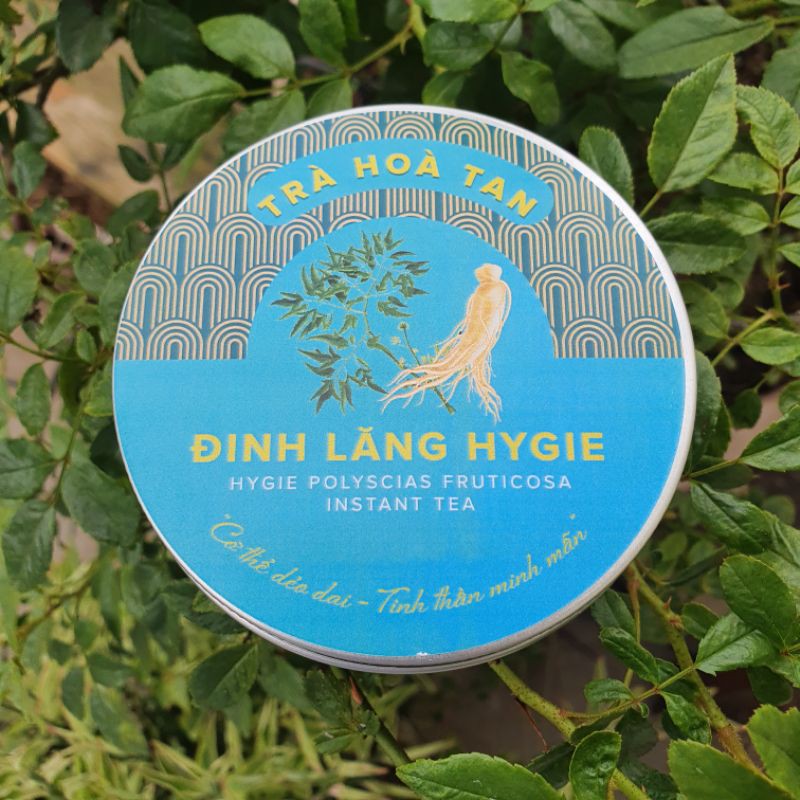 TRÀ HOÀ TAN
ĐINH LĂNG HYGIE
HYGIE POLYSCIAS FRUTICOSA
INSTANT TEA
"Cơ thể dẻo dai - Tinh thần minh mẫn"